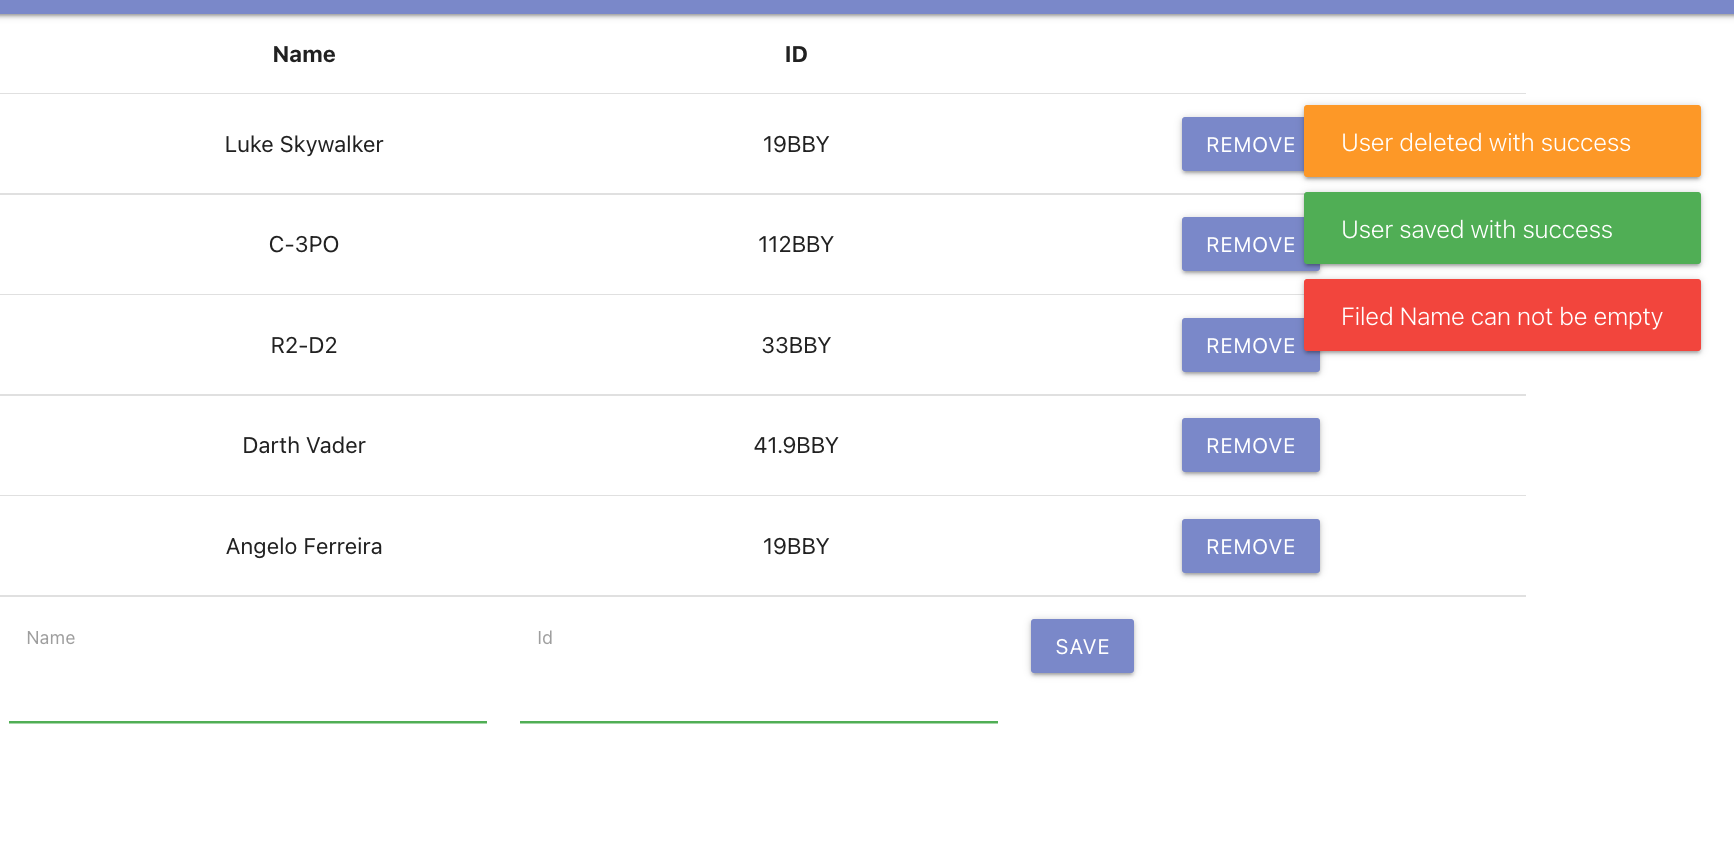 Name ID
Luke Skywalker 19BBY REMOVE User deleted with success
C-3PO 112BBY REMOVE User saved with success
R2-D2 33BBY REMOVE Filed Name can not be empty
Darth Vader 41.9BBY REMOVE
Angelo Ferreira 19BBY REMOVE
Name Id SAVE